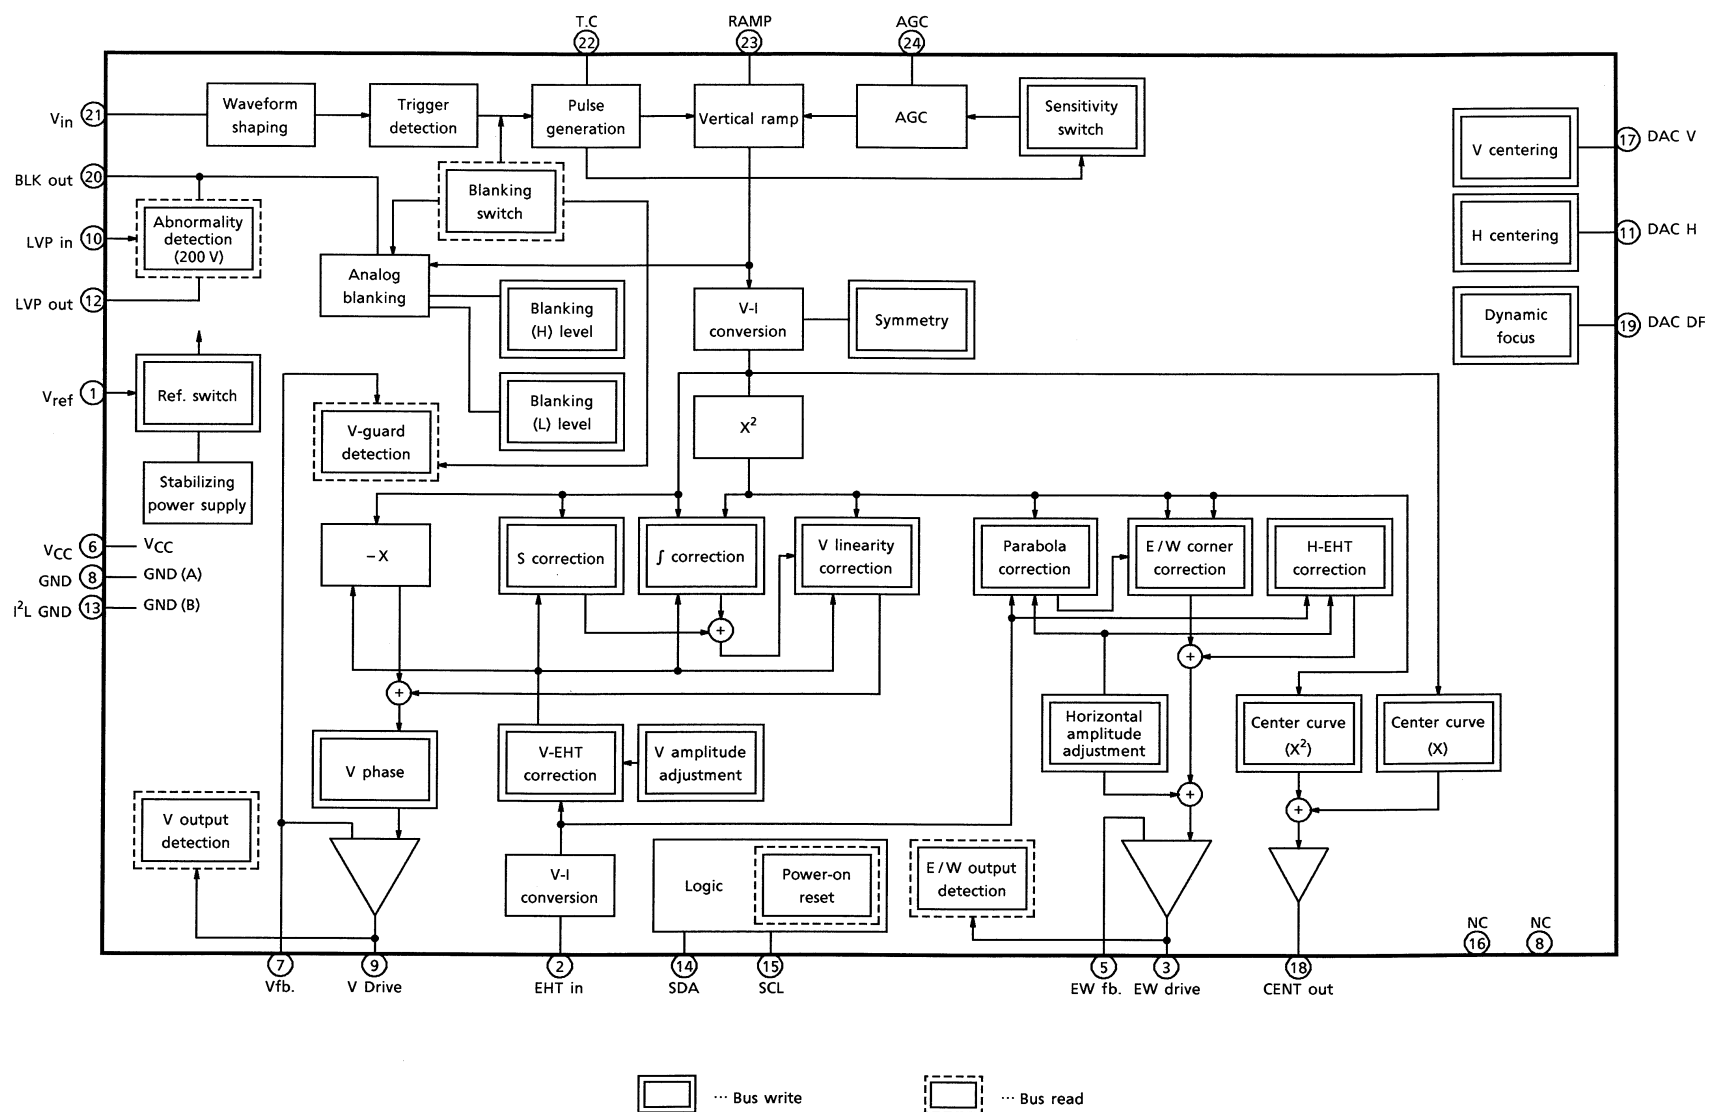 T.C
22
RAMP
23
AGC
24
Vin
21
Waveform
shaping
Trigger
detection
Pulse
generation
Vertical ramp
AGC
Sensitivity
switch
V centering
17
DAC V
BLK out
20
Blanking
switch
Abnormality
detection
(200 V)
LVP in
10
H centering
11
DAC H
Analog
blanking
LVP out
12
Blanking
(H) level
V-I
conversion
Symmetry
Dynamic
focus
19
DAC DF
Vref
1
Ref. switch
Blanking
(L) level
X2
V-guard
detection
Stabilizing
power supply
VCC
6
VCC
GND
8
GND (A)
I2L GND
13
GND (B)
– X
S correction
∫ correction
V linearity
correction
Parabola
correction
E / W corner
correction
H-EHT
correction
+
+
+
V phase
V-EHT
correction
V amplitude
adjustment
Horizontal
amplitude
adjustment
Center curve
(X2)
Center curve
(X)
+
+
V output
detection
V-I
conversion
Logic
Power-on
reset
E / W output
detection
NC
16
NC
8
7
Vfb.
9
V Drive
2
EHT in
14
SDA
15
SCL
5
EW fb.
3
EW drive
18
CENT out
··· Bus write
··· Bus read